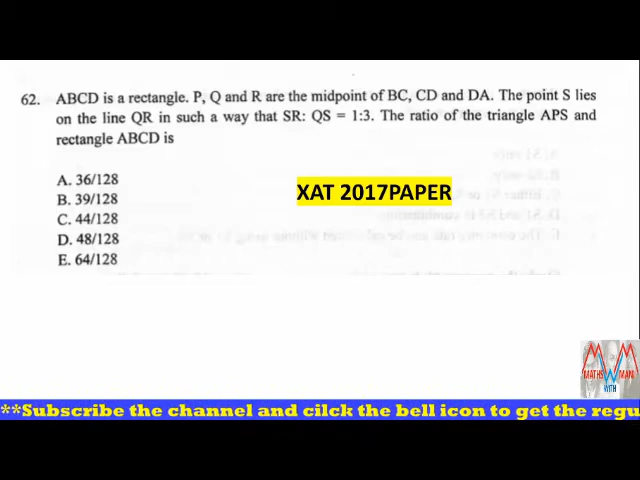 62. ABCD is a rectangle. P, Q and R are the midpoint of BC, CD and DA. The point S lies
on the line QR in such a way that SR: QS = 1:3. The ratio of the triangle APS and
rectangle ABCD is
A. 36/128
B. 39/128
C. 44/128
D. 48/128
E. 64/128
XAT 2017PAPER
MATHS MANI
WITH
**Subscribe the channel and cilck the bell icon to get the regu